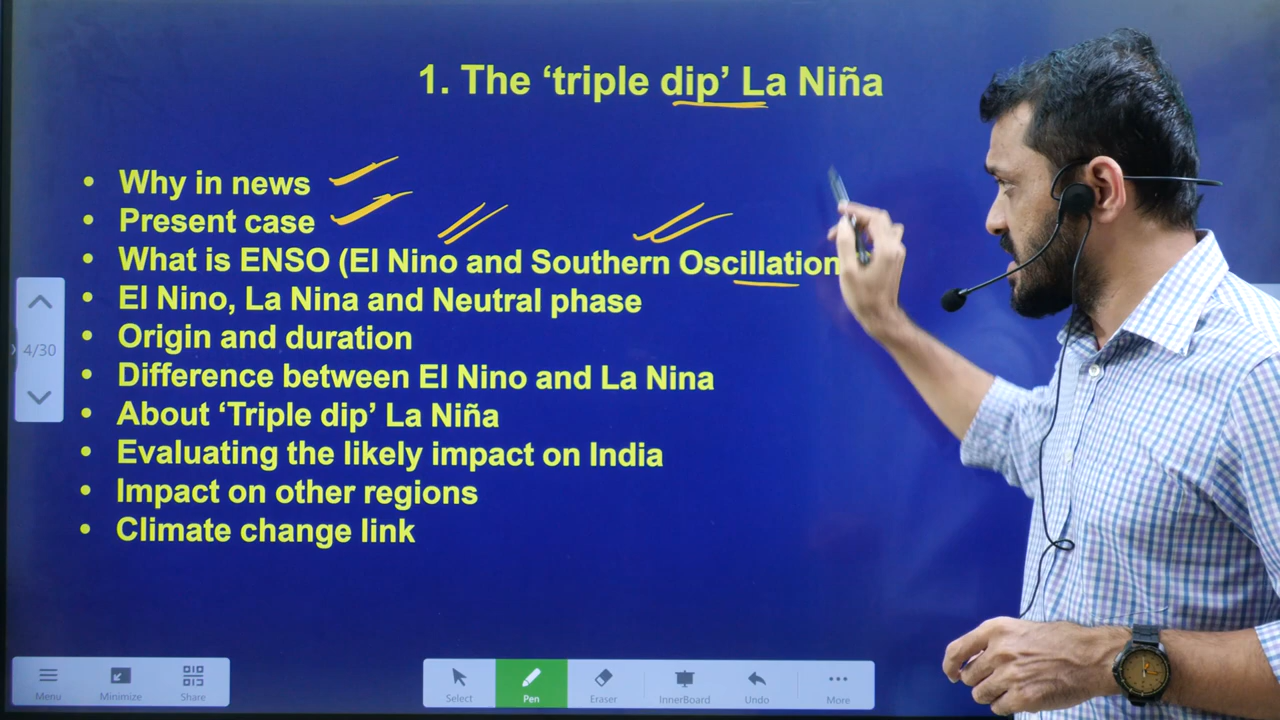 1. The ‘triple dip’ La Niña
• Why in news
• Present case
• What is ENSO (El Nino and Southern Oscillation
• El Nino, La Nina and Neutral phase
• Origin and duration
• Difference between El Nino and La Nina
• About ‘Triple dip’ La Niña
• Evaluating the likely impact on India
• Impact on other regions
• Climate change link
4/30
Menu Minimize Share
Select Pen Eraser InnerBoard Undo More